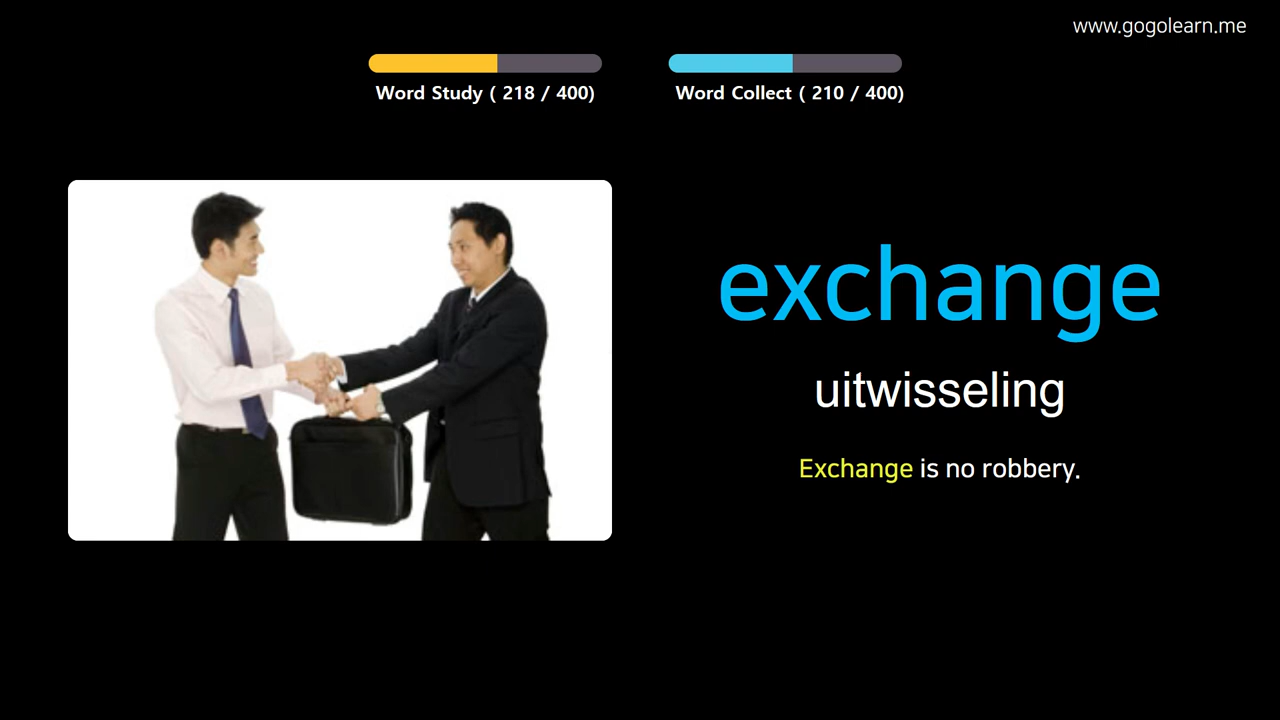 www.gogolearn.me
Word Study ( 218 / 400)
Word Collect ( 210 / 400)
exchange
uitwisseling
Exchange is no robbery.